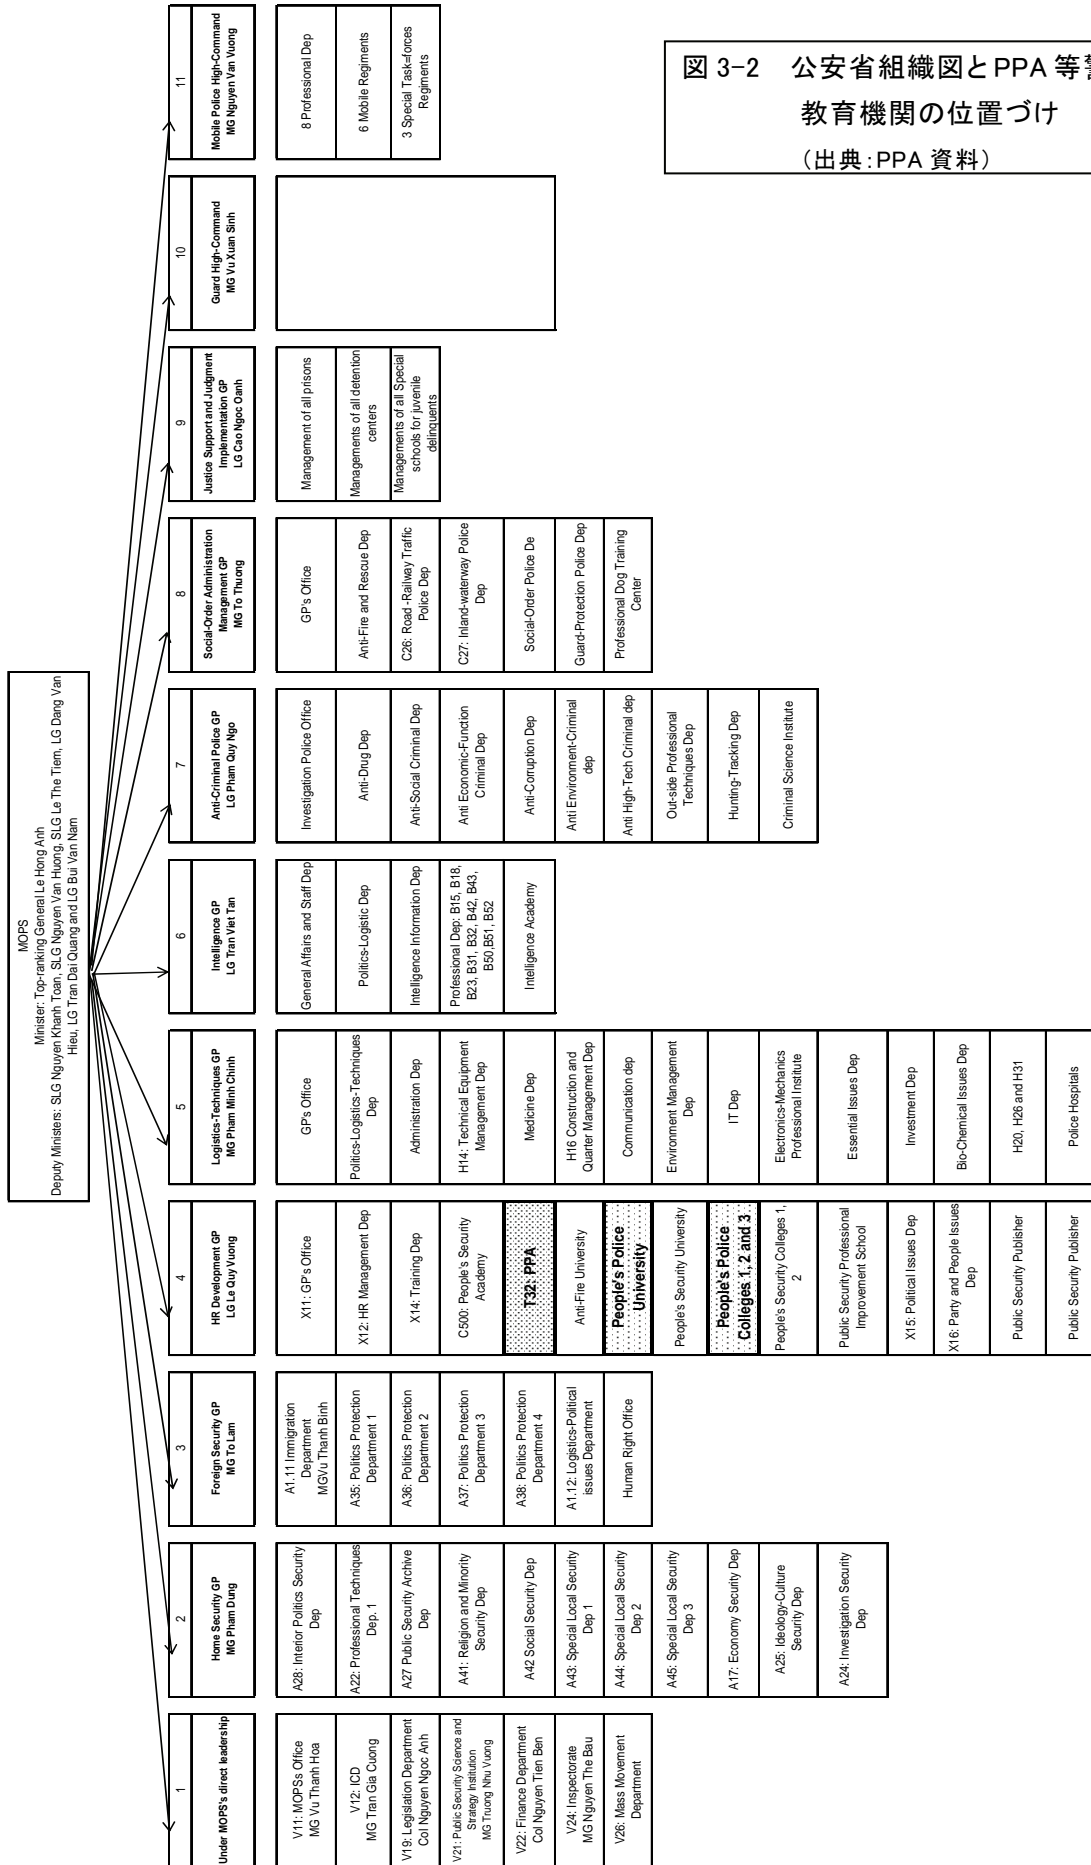 図 3-2 公安省組織図とPPA 等
教育機関の位置づけ
（出典：PPA 資料）
MOPS
Minister: Top-ranking General Le Hong Anh
Deputy Ministers: SLG Nguyen Khanh Toan, SLG Nguyen Van Huong, SLG Le The Tiem, LG Dang Van
Hieu, LG Tran Dai Quang and LG Bui Van Nam
1
Under MOPS's direct leadership
V11: MOPSs Office
MG Vu Thanh Hoa
V12: ICD
MG Tran Gia Cuong
V19: Legislation Department
Col Nguyen Ngoc Anh
V21: Public Security Science and
Strategy Institution
MG Truong Nhu Vuong
V22: Finance Department
Col Nguyen Tien Ben
V24: Inspectorate
MG Nguyen The Bau
V26: Mass Movement
Department
2
Home Security GP
MG Pham Dung
A28: Interior Politics Security
Dep
A22: Professional Techniques
Dep. 1
A27 Public Security Archive
Dep
A41: Religion and Minority
Security Dep
A42 Social Security Dep
A43: Special Local Security
Dep 1
A44: Special Local Security
Dep 2
A45: Special Local Security
Dep 3
A17: Economy Security Dep
A25: Ideology-Culture
Security Dep
A24: Investigation Security
Dep
3
Foreign Security GP
MG To Lam
A1.11 Immigration
Department
MGVu Thanh Binh
A35: Politics Protection
Department 1
A36: Politics Protection
Department 2
A37: Politics Protection
Department 3
A38: Politics Protection
Department 4
A1.12: Logistics-Political
issues Department
Human Right Office
4
HR Development GP
LG Le Quy Vuong
X11: GP's Office
X12: HR Management Dep
X14: Training Dep
C500: People's Security
Academy
T32: PPA
Anti-Fire University
People's Police
University
People's Security University
People's Police
Colleges 1, 2 and 3
People's Security Colleges 1,
2
Public Security Professional
Improvement School
X15: Political Issues Dep
X16: Party and People Issues
Dep
Public Security Publisher
Public Security Publisher
5
Logistics-Techniques GP
MG Pham Minh Chinh
GP's Office
Politics-Logistics-Techniques
Dep
Administration Dep
H14: Technical Equipment
Management Dep
Medicine Dep
H16 Construction and
Quarter Management Dep
Communication dep
Environment Management
Dep
IT Dep
Electronics-Mechanics
Professional Institute
Essential Issues Dep
Investment Dep
Bio-Chemical Issues Dep
H20, H26 and H31
Police Hospitals
6
Intelligence GP
LG Tran Viet Tan
General Affairs and Staff Dep
Politics-Logistic Dep
Intelligence Information Dep
Professional Dep: B15, B18,
B23, B31, B32, B42, B43,
B50,B51, B52
Intelligence Academy
7
Anti-Criminal Police GP
LG Pham Quy Ngo
Investigation Police Office
Anti-Drug Dep
Anti-Social Criminal Dep
Anti Economic-Function
Criminal Dep
Anti-Corruption Dep
Anti Environment-Criminal
dep
Anti High-Tech Criminal dep
Out-side Professional
Techniques Dep
Hunting-Tracking Dep
Criminal Science Institute
8
Social-Order Administration
Management GP
MG To Thuong
GP's Office
Anti-Fire and Rescue Dep
C26: Road -Railway Traffic
Police Dep
C27: Inland-waterway Police
Dep
Social-Order Police De
Guard-Protection Police Dep
Professional Dog Training
Center
9
Justice Support and Judgment
Implementation GP
LG Cao Ngoc Oanh
Management of all prisons
Managements of all detention
centers
Managements of all Special
schools for juvenile
delinquents
10
Guard High-Command
MG Vu Xuan Sinh
11
Mobile Police High-Command
MG Nguyen Van Vuong
8 Professional Dep
6 Mobile Regiments
3 Special Task-forces
Regiments